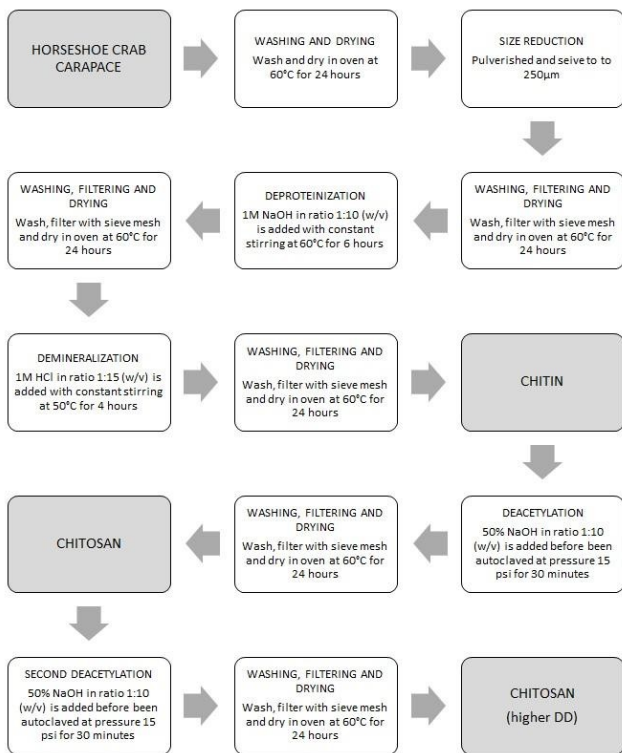 HORSESHOE CRAB
CARAPACE
WASHING AND DRYING
Wash and dry in oven at
60°C for 24 hours
SIZE REDUCTION
Pulverished and seive to to
250µm
WASHING, FILTERING AND
DRYING
Wash, filter with sieve mesh
and dry in oven at 60°C for
24 hours
DEPROTEINIZATION
1M NaOH in ratio 1:10 (w/v)
is added with constant
stirring at 60°C for 6 hours
WASHING, FILTERING AND
DRYING
Wash, filter with sieve mesh
and dry in oven at 60°C for
24 hours
DEMINERALIZATION
1M HCl in ratio 1:15 (w/v) is
added with constant stirring
at 50°C for 4 hours
WASHING, FILTERING AND
DRYING
Wash, filter with sieve mesh
and dry in oven at 60°C for
24 hours
CHITIN
CHITOSAN
WASHING, FILTERING AND
DRYING
Wash, filter with sieve mesh
and dry in oven at 60°C for
24 hours
DEACETYLATION
50% NaOH in ratio 1:10
(w/v) is added before been
autoclaved at pressure 15
psi for 30 minutes
SECOND DEACETYLATION
50% NaOH in ratio 1:10
(w/v) is added before been
autoclaved at pressure 15
psi for 30 minutes
WASHING, FILTERING AND
DRYING
Wash, filter with sieve mesh
and dry in oven at 60°C for
24 hours
CHITOSAN
(higher DD)